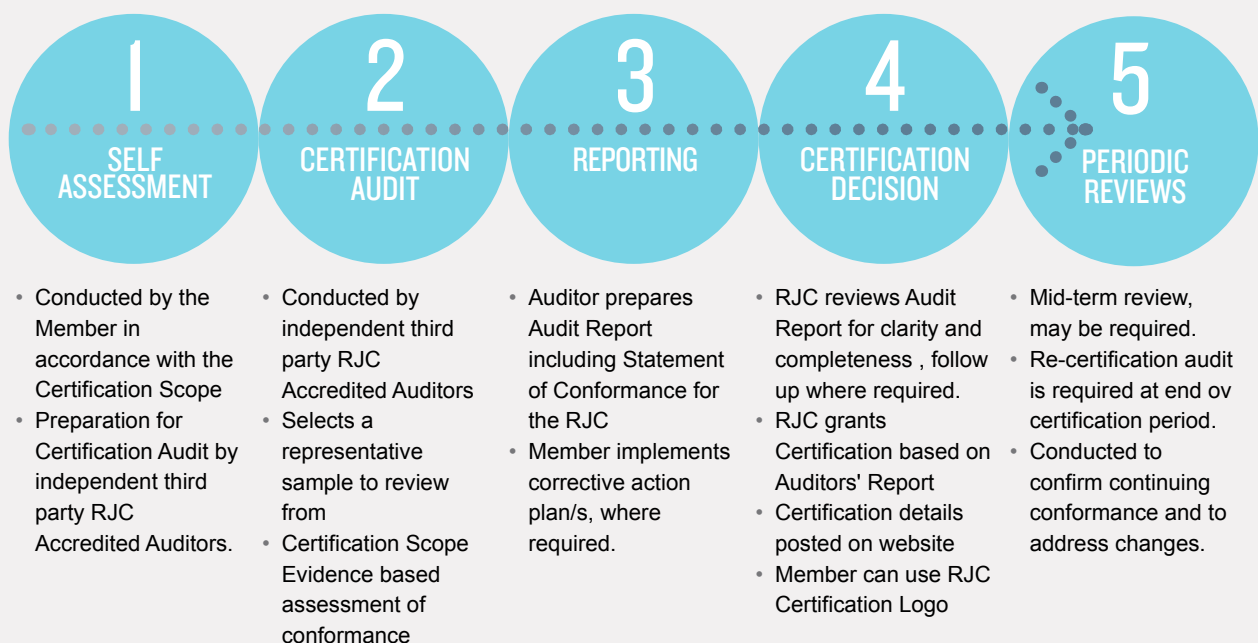 1
SELF
ASSESSMENT
• Conducted by the
Member in
accordance with the
Certification Scope
• Preparation for
Certification Audit by
independent third
party RJC
Accredited Auditors.
2
CERTIFICATION
AUDIT
• Conducted by
independent third
party RJC
Accredited Auditors
• Selects a
representative
sample to review
from
• Certification Scope
Evidence based
assessment of
conformance
3
REPORTING
• Auditor prepares
Audit Report
including Statement
of Conformance for
the RJC
• Member implements
corrective action
plan/s, where
required.
4
CERTIFICATION
DECISION
• RJC reviews Audit
Report for clarity and
completeness , follow
up where required.
• RJC grants
Certification based on
Auditors' Report
• Certification details
posted on website
• Member can use RJC
Certification Logo
5
PERIODIC
REVIEWS
• Mid-term review,
may be required.
• Re-certification audit
is required at end ov
certification period.
• Conducted to
confirm continuing
conformance and to
address changes.